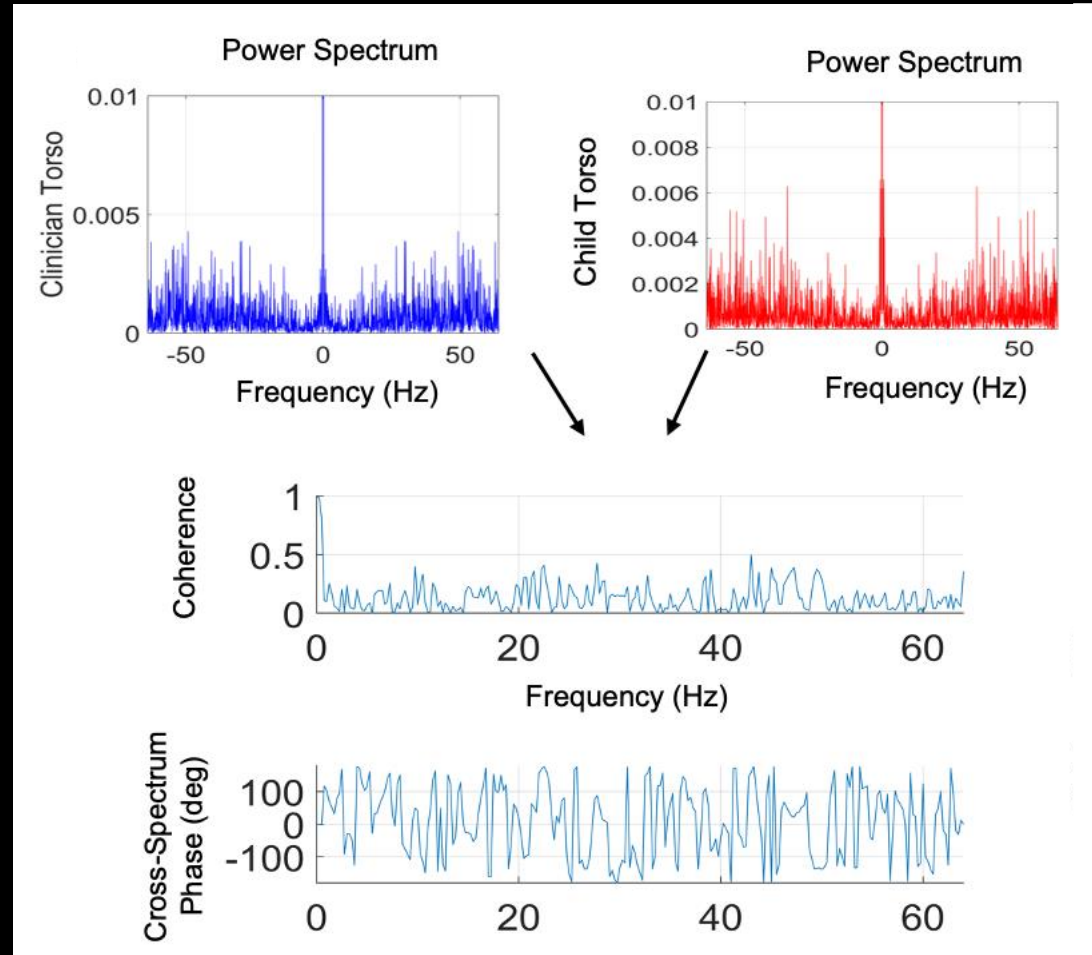 Power Spectrum
Clinician Torso
0.01
0.005
0
-50 0 50
Frequency (Hz)
Power Spectrum
Child Torso
0.01
0.008
0.006
0.004
0.002
0
-50 0 50
Frequency (Hz)
Coherence
1
0.5
0
0 20 40 60
Frequency (Hz)
Cross-Spectrum
Phase (deg)
100
0
-100
0 20 40 60